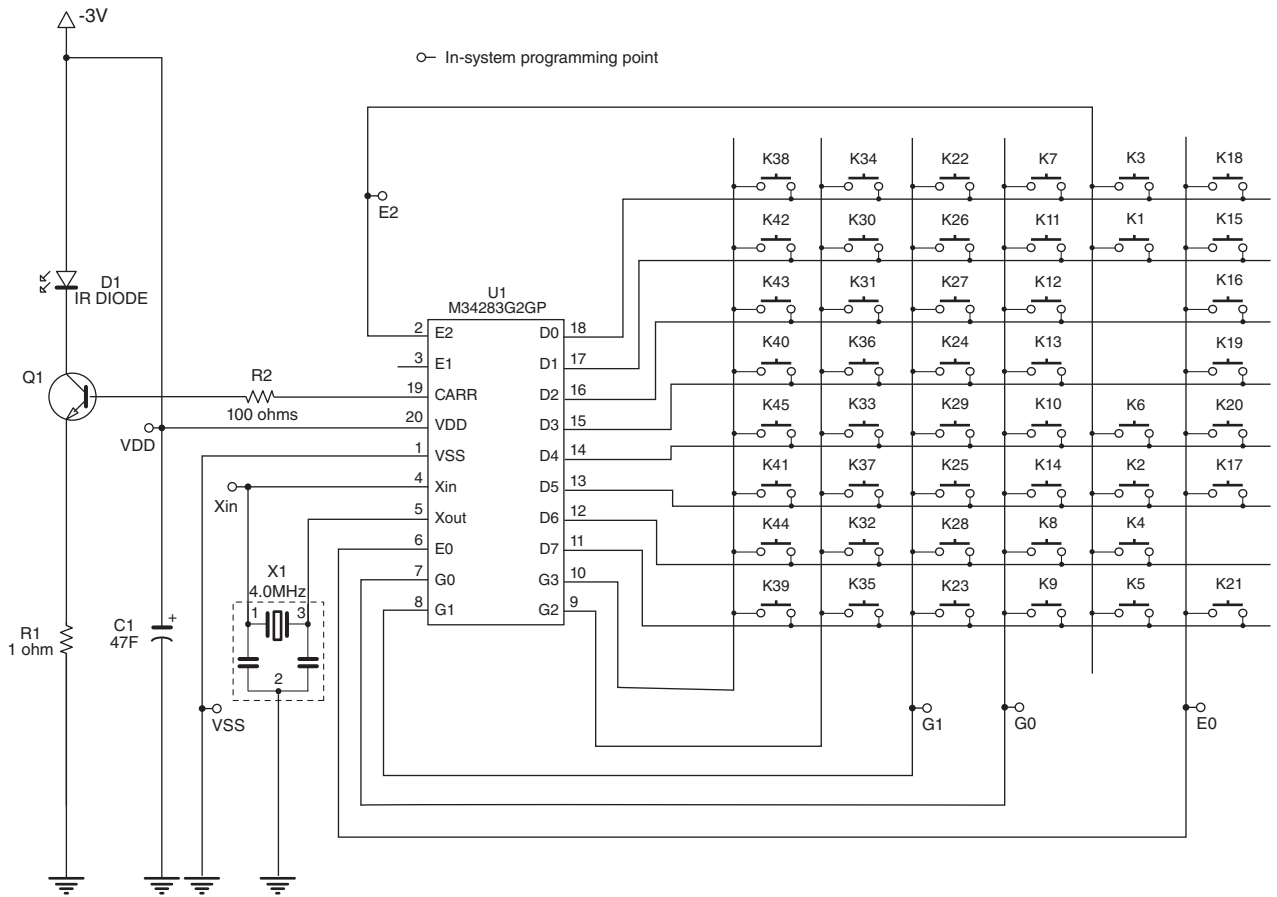 -3V
In-system programming point
K38 K34 K22 K7 K3 K18
E2
K42 K30 K26 K11 K1 K15
D1
IR DIODE
U1
M34283G2GP
K43 K31 K27 K12 K16
2 E2 D0 18
3 E1 D1 17
K40 K36 K24 K13 K19
Q1
R2
100 ohms
19 CARR D2 16
20 VDD D3 15
VDD
K45 K33 K29 K10 K6 K20
1 VSS D4 14
K41 K37 K25 K14 K2 K17
4 Xin D5 13
Xin
5 Xout D6 12
K44 K32 K28 K8 K4
6 E0 D7 11
7 G0 G3 10
8 G1 G2 9
K39 K35 K23 K9 K5 K21
X1
4.0MHz
1 3
2
R1
1 ohm
C1
47F
+
VSS
G1 G0 E0